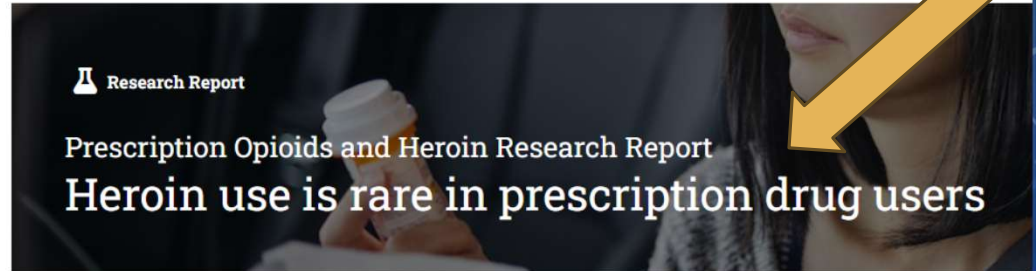 Research Report
Prescription Opioids and Heroin Research Report
Heroin use is rare in prescription drug users